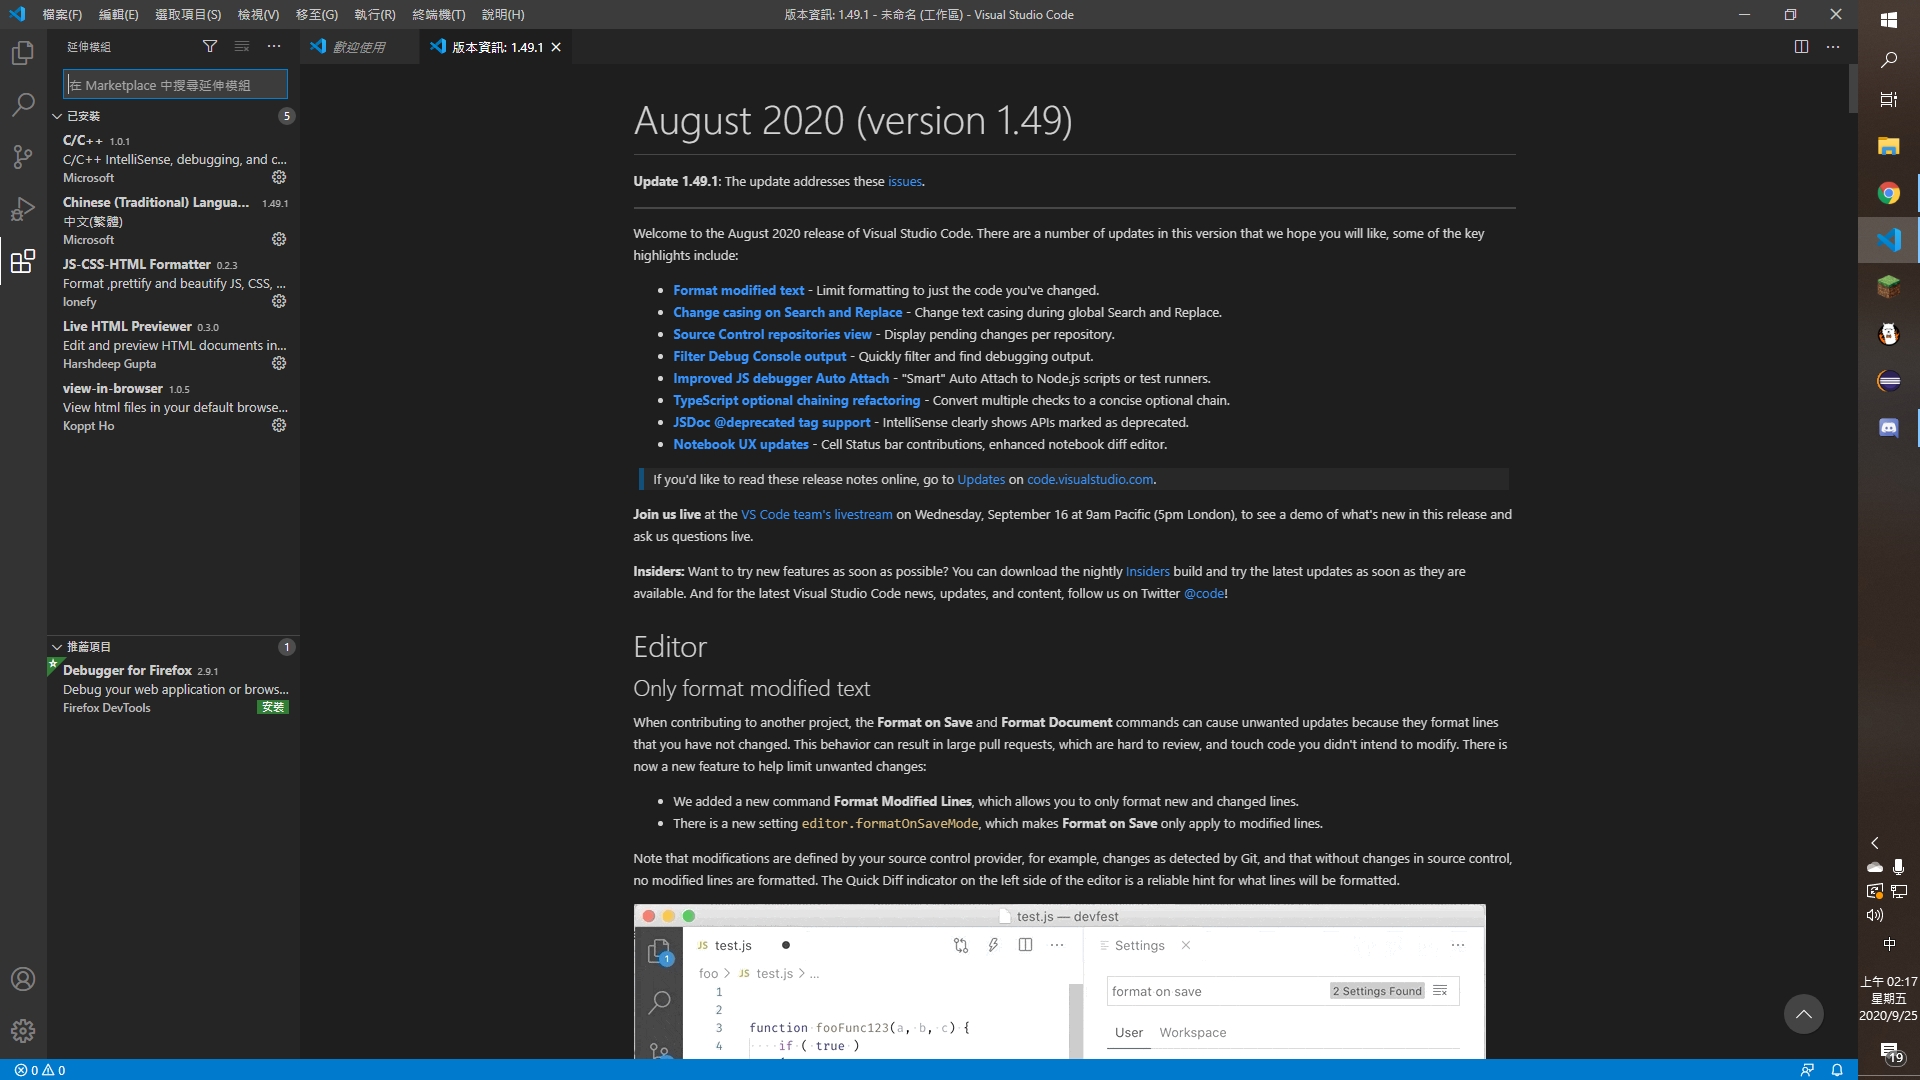 檔案(F) 編輯(E) 選取項目(S) 檢視(V) 移至(G) 執行(R) 終端機(T) 說明(H)
版本資訊: 1.49.1 - 未命名 (工作區) - Visual Studio Code
延伸模組
在 Marketplace 中搜尋延伸模組
已安裝 5
C/C++ 1.0.1
C/C++ IntelliSense, debugging, and c...
Microsoft
Chinese (Traditional) Langua... 1.49.1
中文(繁體)
Microsoft
JS-CSS-HTML Formatter 0.2.3
Format ,prettify and beautify JS, CSS, ...
lonefy
Live HTML Previewer 0.3.0
Edit and preview HTML documents in...
Harshdeep Gupta
view-in-browser 1.0.5
View html files in your default browse...
Koppt Ho
推薦項目 1
Debugger for Firefox 2.9.1
Debug your web application or brows...
Firefox DevTools 安裝
歡迎使用
版本資訊: 1.49.1
August 2020 (version 1.49)
Update 1.49.1: The update addresses these issues.
Welcome to the August 2020 release of Visual Studio Code. There are a number of updates in this version that we hope you will like, some of the key
highlights include:
• Format modified text - Limit formatting to just the code you've changed.
• Change casing on Search and Replace - Change text casing during global Search and Replace.
• Source Control repositories view - Display pending changes per repository.
• Filter Debug Console output - Quickly filter and find debugging output.
• Improved JS debugger Auto Attach - "Smart" Auto Attach to Node.js scripts or test runners.
• TypeScript optional chaining refactoring - Convert multiple checks to a concise optional chain.
• JSDoc @deprecated tag support - IntelliSense clearly shows APIs marked as deprecated.
• Notebook UX updates - Cell Status bar contributions, enhanced notebook diff editor.
If you'd like to read these release notes online, go to Updates on code.visualstudio.com.
Join us live at the VS Code team's livestream on Wednesday, September 16 at 9am Pacific (5pm London), to see a demo of what's new in this release and
ask us questions live.
Insiders: Want to try new features as soon as possible? You can download the nightly Insiders build and try the latest updates as soon as they are
available. And for the latest Visual Studio Code news, updates, and content, follow us on Twitter @code!
Editor
Only format modified text
When contributing to another project, the Format on Save and Format Document commands can cause unwanted updates because they format lines
that you have not changed. This behavior can result in large pull requests, which are hard to review, and touch code you didn't intend to modify. There is
now a new feature to help limit unwanted changes:
• We added a new command Format Modified Lines, which allows you to only format new and changed lines.
• There is a new setting editor.formatOnSaveMode, which makes Format on Save only apply to modified lines.
Note that modifications are defined by your source control provider, for example, changes as detected by Git, and that without changes in source control,
no modified lines are formatted. The Quick Diff indicator on the left side of the editor is a reliable hint for what lines will be formatted.
test.js — devfest
1
JS test.js
foo > JS test.js > ...
1
2
3 function fooFunc123(a, b, c) {
4 if ( true )
Settings
format on save 2 Settings Found
User Workspace
0 0
中
上午 02:17
星期五
2020/9/25
19